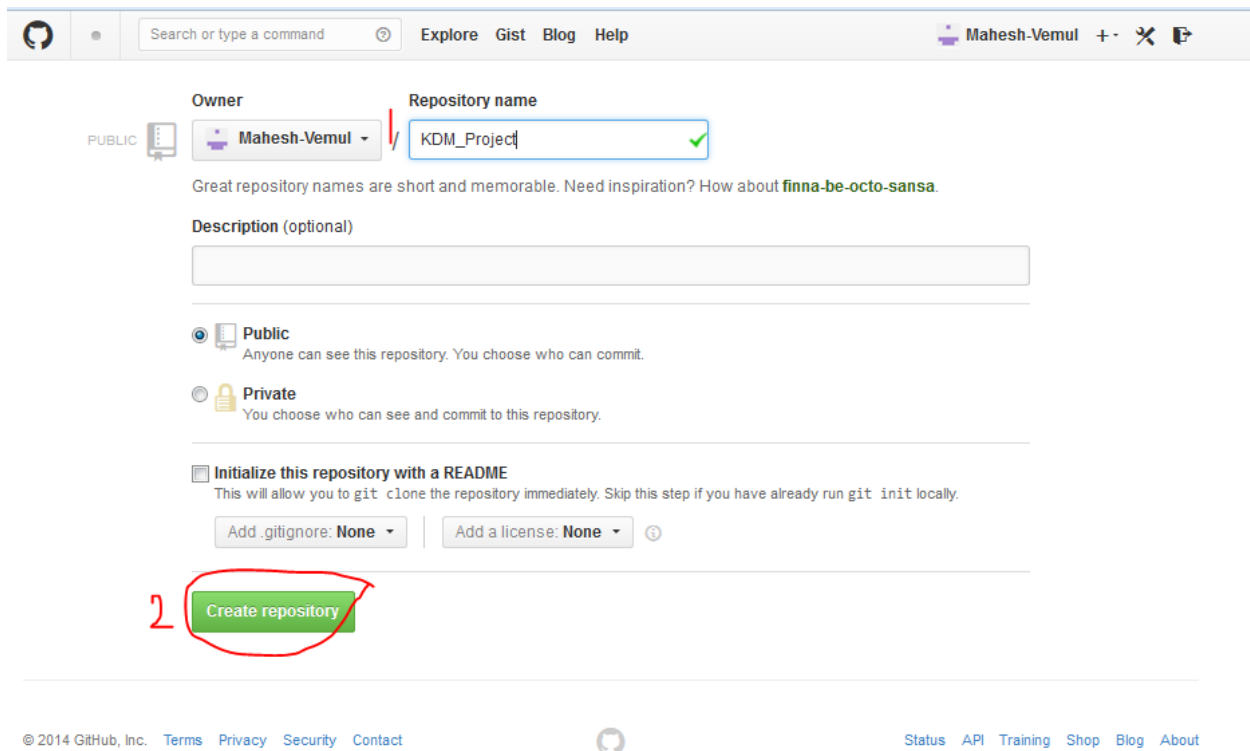 Search or type a command
Explore Gist Blog Help
Mahesh-Vemul
Owner
Repository name
PUBLIC
Mahesh-Vemul
1
/
KDM_Project
Great repository names are short and memorable. Need inspiration? How about finna-be-octo-sansa.
Description (optional)
Public
Anyone can see this repository. You choose who can commit.
Private
You choose who can see and commit to this repository.
Initialize this repository with a README
This will allow you to git clone the repository immediately. Skip this step if you have already run git init locally.
Add .gitignore: None
Add a license: None
2
Create repository
© 2014 GitHub, Inc. Terms Privacy Security Contact
Status API Training Shop Blog About